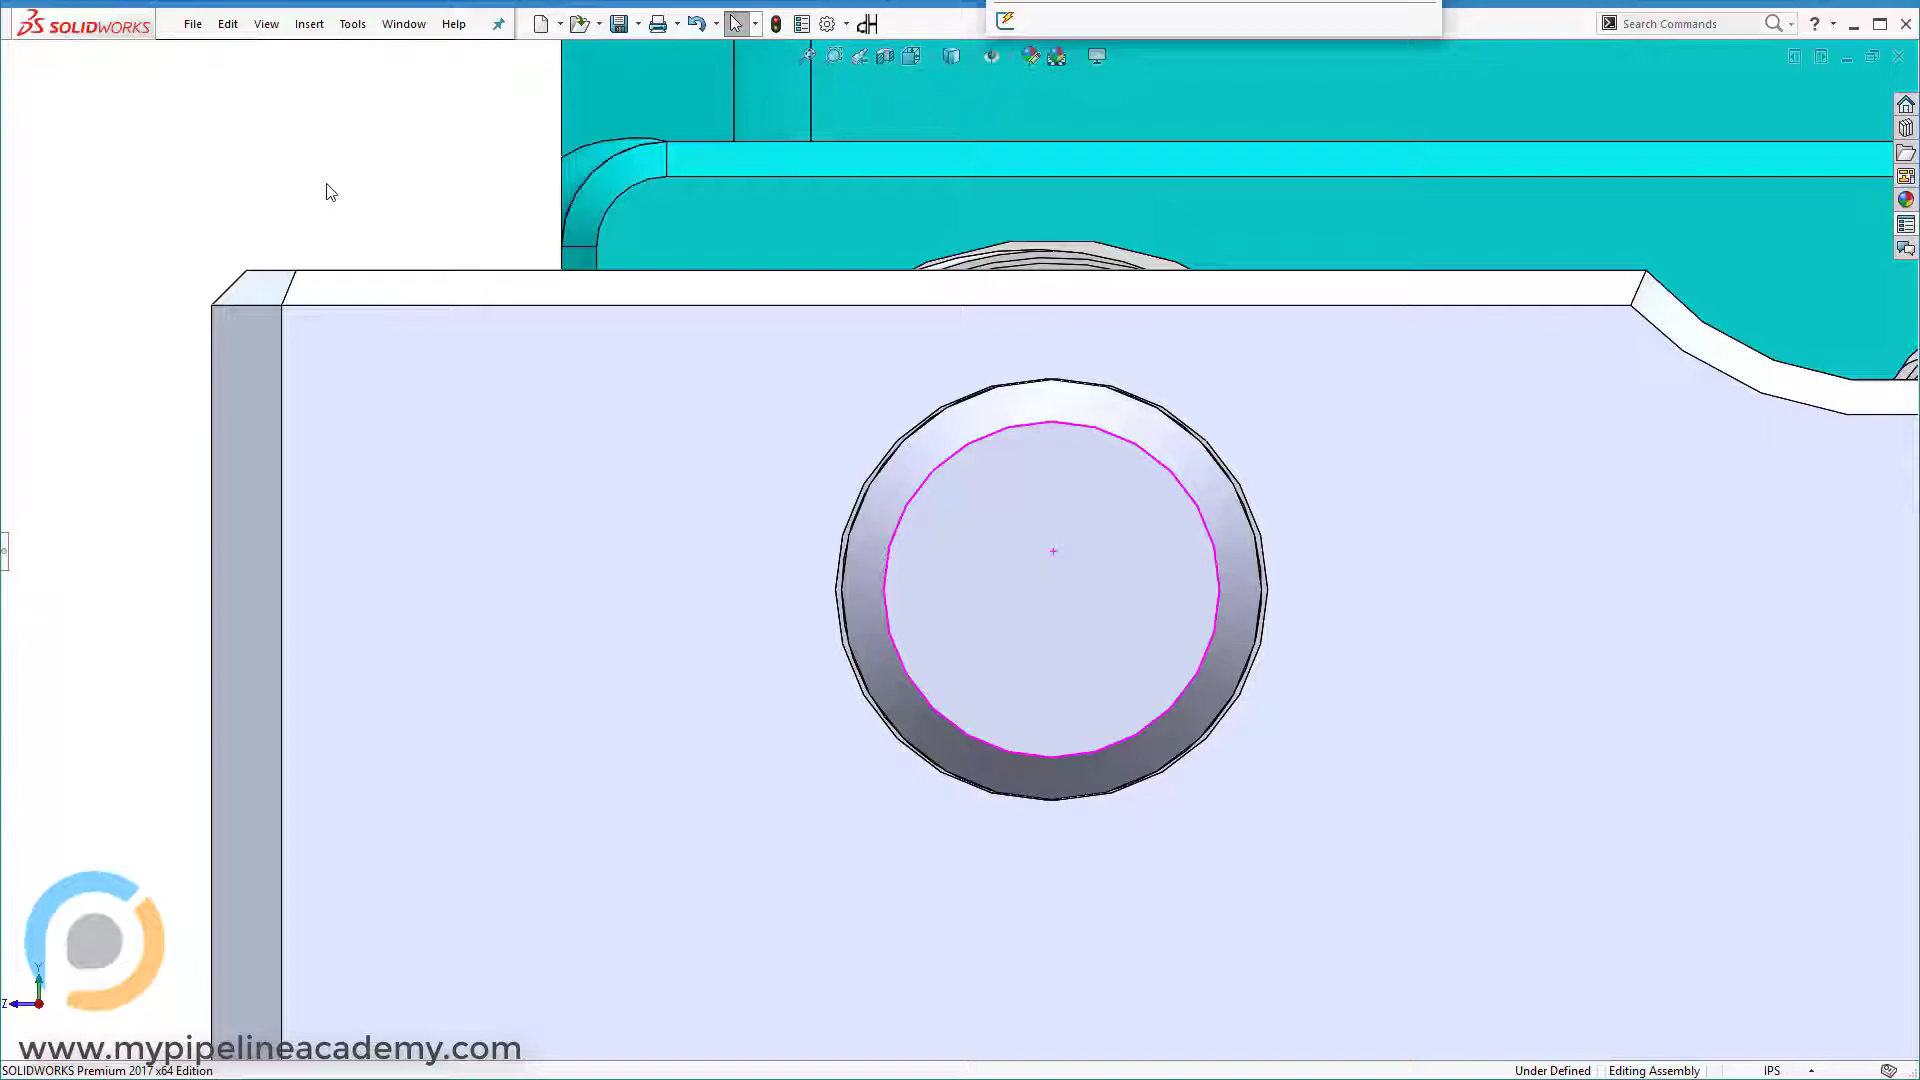 SOLIDWORKS
File Edit View Insert Tools Window Help
Search Commands
?
Y
Z
www.mypipelineacademy.com
SOLIDWORKS Premium 2017 x64 Edition
Under Defined
Editing Assembly
IPS